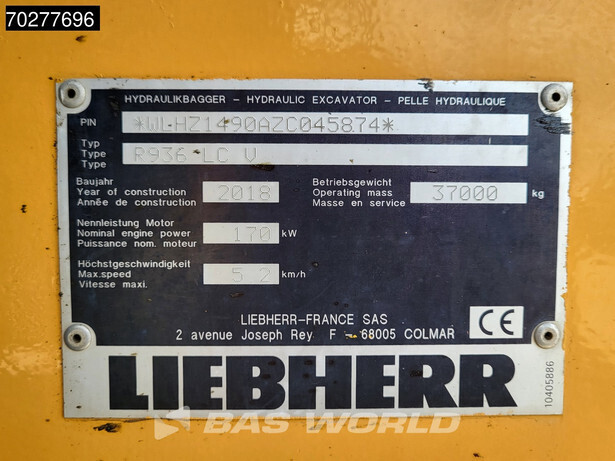 70277696
HYDRAULIKBAGGER – HYDRAULIC EXCAVATOR – PELLE HYDRAULIQUE
PIN *WLHZ1490AZC045874*
Typ
Type R936 LC V
Type
Baujahr
Year of construction 2018
Année de construction
Betriebsgewicht
Operating mass 37000 kg
Masse en service
Nennleistung Motor
Nominal engine power 170 kW
Puissance nom. moteur
Höchstgeschwindigkeit
Max.speed 5.2 km/h
Vitesse maxi.
LIEBHERR-FRANCE SAS
2 avenue Joseph Rey F – 68005 COLMAR
CE
LIEBHERR
10405886
BAS WORLD